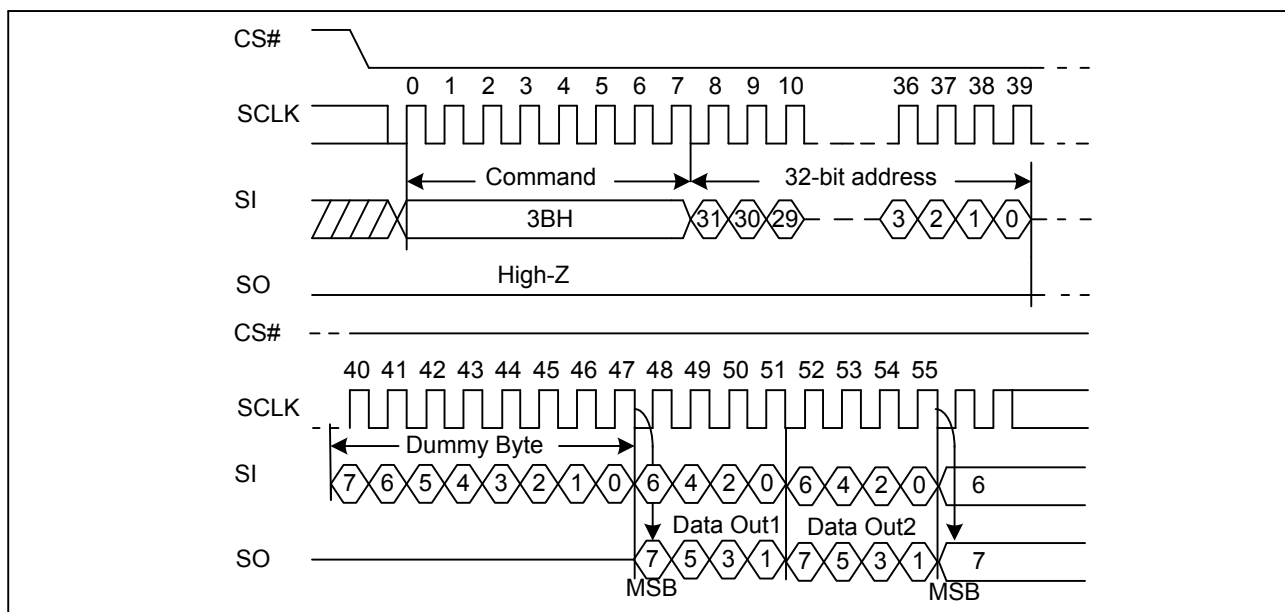 CS#
0 1 2 3 4 5 6 7 8 9 10 36 37 38 39
SCLK
Command 32-bit address
SI
3BH 31 30 29 3 2 1 0
High-Z
SO
CS#
40 41 42 43 44 45 46 47 48 49 50 51 52 53 54 55
SCLK
Dummy Byte
SI
7 6 5 4 3 2 1 0 6 4 2 0 6 4 2 0 6
Data Out1 Data Out2
SO
7 5 3 1 7 5 3 1 7
MSB MSB